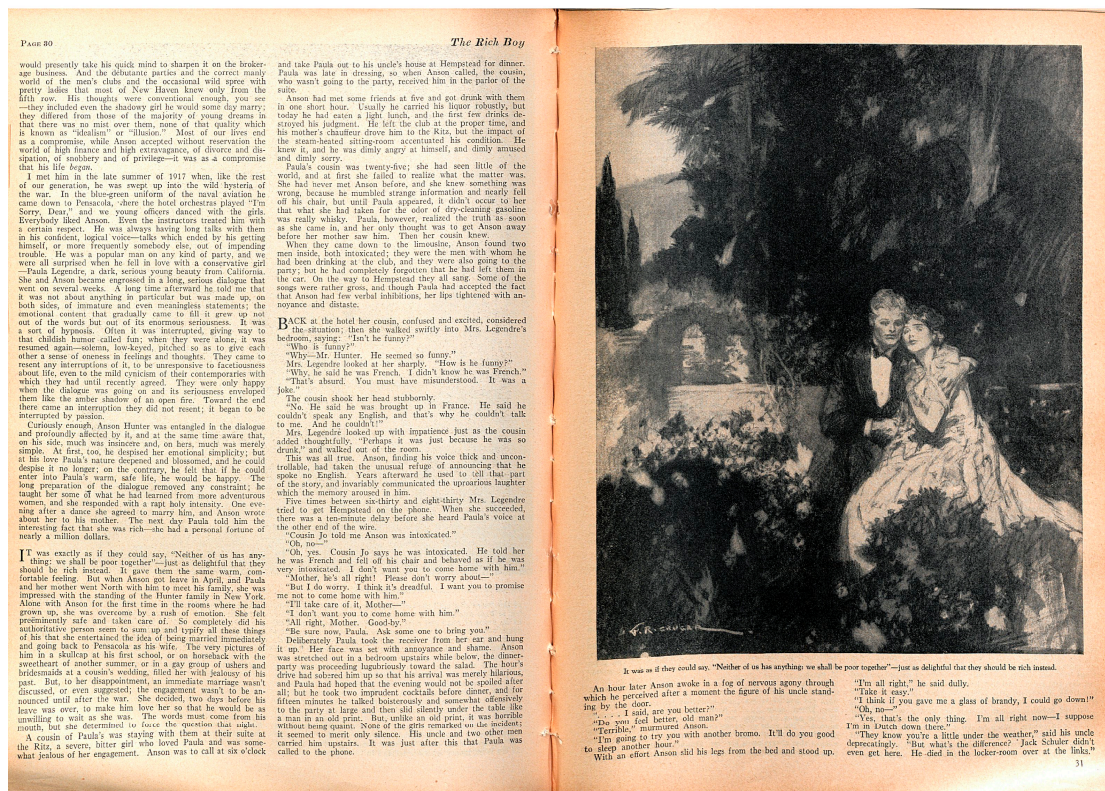 PAGE 30
The Rich Boy
would presently take his quick mind to sharpen it on the broker-
age business. And the débutante parties and the correct manly
world of the men's clubs and the occasional wild spree with
pretty ladies that most of New Haven knew only from the
fifth row. His thoughts were conventional enough, you see
—they included even the shadowy girl he would some day marry;
they differed from those of the majority of young dreams in
that there was no mist over them, none of that quality which
is known as "idealism" or "illusion." Most of our lives end
as a compromise, while Anson accepted without reservation the
world of high finance and high extravagance, of divorce and dis-
sipation, of snobbery and of privilege—it was as a compromise
that his life began.
I met him in the late summer of 1917 when, like the rest
of our generation, he was swept up into the wild hysteria of
the war. In the blue-green uniform of the naval aviation he
came down to Pensacola, where the hotel orchestras played "I'm
Sorry, Dear," and we young officers danced with the girls.
Everybody liked Anson. Even the instructors treated him with
a certain respect. He was always having long talks with them
in his confident, logical voice—talks which ended by his getting
himself, or more frequently somebody else, out of impending
trouble. He was a popular man on any kind of party, and we
were all surprised when he fell in love with a conservative girl
—Paula Legendre, a dark, serious young beauty from California.
She and Anson became engrossed in a long, serious dialogue that
went on several weeks. A long time afterward he told me that
it was not about anything in particular but was made up, on
both sides, of immature and even meaningless statements; the
emotional content that gradually came to fill it grew up not
out of the words but out of its enormous seriousness. It was
a sort of hypnosis. Often it was interrupted, giving way to
that childish humor called fun; when they were alone, it was
resumed again—solemn, low-keyed, pitched so as to give each
other a sense of oneness in feelings and thoughts. They came to
resent any interruptions of it, to be unresponsive to facetiousness
about life, even to the mild cynicism of their contemporaries with
which they had until recently agreed. They were only happy
when the dialogue was going on and its seriousness enveloped
them like the amber shadow of an open fire. Toward the end
there came an interruption they did not resent; it began to be
interrupted by passion.
Curiously enough, Anson Hunter was entangled in the dialogue
and profoundly affected by it, and at the same time aware that,
on his side, much was insincere and, on hers, much was merely
simple. At first, too, he despised her emotional simplicity; but
at his love Paula's nature deepened and blossomed, and he could
despise it no longer; on the contrary, he felt that if he could
enter into Paula's warm, safe life, he would be happy. The
long preparation of the dialogue removed any constraint; he
taught her some of what he had learned from more adventurous
women, and she responded with a rapt holy intensity. One eve-
ning after a dance she agreed to marry him, and Anson wrote
about her to his mother. The next day Paula told him the
interesting fact that she was rich—she had a personal fortune of
nearly a million dollars.
IT was exactly as if they could say, "Neither of us has any-
thing: we shall be poor together"—just as delightful that they
should be rich instead. It gave them the same warm, com-
fortable feeling. But when Anson got leave in April, and Paula
and her mother went North with him to meet his family, she was
impressed with the standing of the Hunter family in New York.
Alone with Anson for the first time in the rooms where he had
grown up, she was overcome by a rush of emotion. She felt
preëminently safe and taken care of. So completely did his
authoritative person seem to sum up and typify all these things
of his that she entertained the idea of being married immediately
and going back to Pensacola as his wife. The very pictures of
him in a skullcap at his first school, or on horseback with the
sweetheart of another summer, or in a gay group of ushers and
bridesmaids at a cousin's wedding, filled her with jealousy of his
past. But, to her disappointment, an immediate marriage wasn't
discussed, or even suggested; the engagement wasn't to be an-
nounced until after the war. She decided, two days before his
leave was over, to make him love her so that he would be as
unwilling to wait as she was. The words must come from his
mouth, but she determined to force the question that night.
A cousin of Paula's was staying with them at their suite at
the Ritz, a severe, bitter girl who loved Paula and was some-
what jealous of her engagement. Anson was to call at six o'clock
and take Paula out to his uncle's house at Hempstead for dinner.
Paula was late in dressing, so when Anson called, the cousin,
who wasn't going to the party, received him in the parlor of the
suite.
Anson had met some friends at five and got drunk with them
in one short hour. Usually he carried his liquor robustly, but
today he had eaten a light lunch, and the first few drinks de-
stroyed his judgment. He left the club at the proper time, and
his mother's chauffeur drove him to the Ritz, but the impact of
the steam-heated sitting-room accentuated his condition. He
knew it, and he was dimly angry at himself, and dimly amused
and dimly sorry.
Paula's cousin was twenty-five; she had seen little of the
world, and at first she failed to realize what the matter was.
She had never met Anson before, and she knew something was
wrong, because he mumbled strange information and nearly fell
off his chair, but until Paula appeared, it didn't occur to her
that what she had taken for the odor of dry-cleaning gasoline
was really whisky. Paula, however, realized the truth as soon
as she came in, and her only thought was to get Anson away
before her mother saw him. Then her cousin knew.
When they came down to the limousine, Anson found two
men inside, both intoxicated; they were the men with whom he
had been drinking at the club, and they were also going to the
party; but he had completely forgotten that he had left them in
the car. On the way to Hempstead they all sang. Some of the
songs were rather gross, and though Paula had accepted the fact
that Anson had few verbal inhibitions, her lips tightened with an-
noyance and distaste.
BACK at the hotel her cousin, confused and excited, considered
the situation; then she walked swiftly into Mrs. Legendre's
bedroom, saying: "Isn't he funny?"
"Who is funny?"
"Why—Mr. Hunter. He seemed so funny."
Mrs. Legendre looked at her sharply. "How is he funny?"
"Why, he said he was French. I didn't know he was French."
"That's absurd. You must have misunderstood. It was a
joke."
The cousin shook her head stubbornly.
"No. He said he was brought up in France. He said he
couldn't speak any English, and that's why he couldn't talk
to me. And he couldn't!"
Mrs. Legendre looked up with impatience just as the cousin
added thoughtfully, "Perhaps it was just because he was so
drunk," and walked out of the room.
This was all true. Anson, finding his voice thick and uncon-
trollable, had taken the unusual refuge of announcing that he
spoke no English. Years afterward he used to tell that part
of the story, and invariably communicated the uproarious laughter
which the memory aroused in him.
Five times between six-thirty and eight-thirty Mrs. Legendre
tried to get Hempstead on the phone. When she succeeded,
there was a ten-minute delay before she heard Paula's voice at
the other end of the wire.
"Cousin Jo told me Anson was intoxicated."
"Oh, no—"
"Oh, yes. Cousin Jo says he was intoxicated. He told her
he was French and fell off his chair and behaved as if he was
very intoxicated. I don't want you to come home with him."
"Mother, he's all right! Please don't worry about—"
"But I do worry. I think it's dreadful. I want you to promise
me not to come home with him."
"I'll take care of it, Mother—"
"I don't want you to come home with him."
"All right, Mother. Good-by."
"Be sure now, Paula. Ask some one to bring you."
Deliberately Paula took the receiver from her ear and hung
it up. Her face was set with annoyance and shame. Anson
was stretched out in a bedroom upstairs while below, the dinner-
party was proceeding lugubriously toward the salad. The hour's
drive had sobered him up so that his arrival was merely hilarious,
and Paula had hoped that the evening would not be spoiled after
all; but he took two imprudent cocktails before dinner, and for
fifteen minutes he talked boisterously and somewhat offensively
to the party at large and then slid silently under the table like
a man in an old print. But, unlike an old print, it was horrible
without being quaint. None of the girls remarked on the incident;
it seemed to merit only silence. His uncle and two other men
carried him upstairs. It was just after this that Paula was
called to the phone.
F. R. GRUGER
It was as if they could say, "Neither of us has anything: we shall be poor together"—just as delightful that they should be rich instead.
An hour later Anson awoke in a fog of nervous agony through
which he perceived after a moment the figure of his uncle stand-
ing by the door.
". . . . I said, are you better?"
"Do you feel better, old man?"
"Terrible," murmured Anson.
"I'm going to try you with another bromo. It'll do you good
to sleep another hour."
With an effort Anson slid his legs from the bed and stood up.
"I'm all right," he said dully.
"Take it easy."
"I think if you gave me a glass of brandy, I could go down!"
"Oh, no—"
"Yes, that's the only thing. I'm all right now—I suppose
I'm in Dutch down there."
"They know you're a little under the weather," said his uncle
deprecatingly. "But what's the difference? Jack Schuler didn't
even get here. He died in the locker-room over at the links."
31